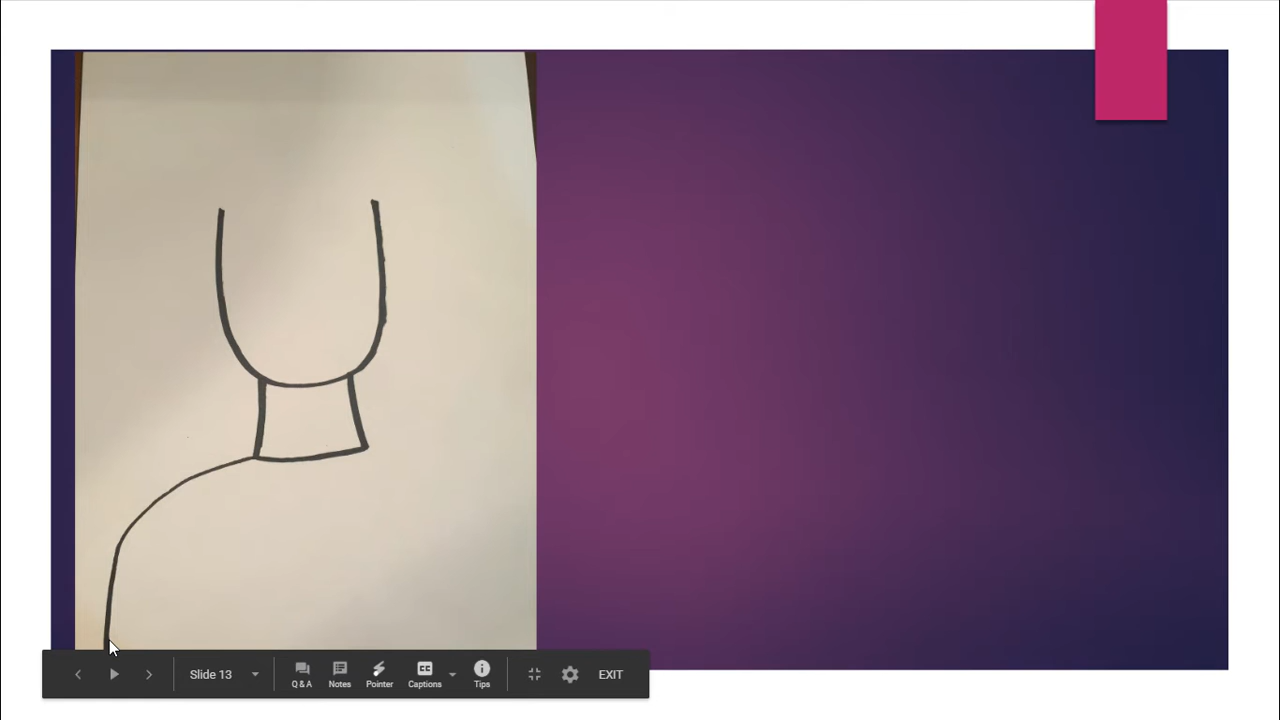 Slide 13
Q & A
Notes
Pointer
Captions
Tips
EXIT